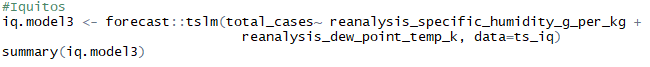 #Iquitos
iq.model3 <- forecast::tslm(total_cases~ reanalysis_specific_humidity_g_per_kg +
reanalysis_dew_point_temp_k, data=ts_iq)
summary(iq.model3)